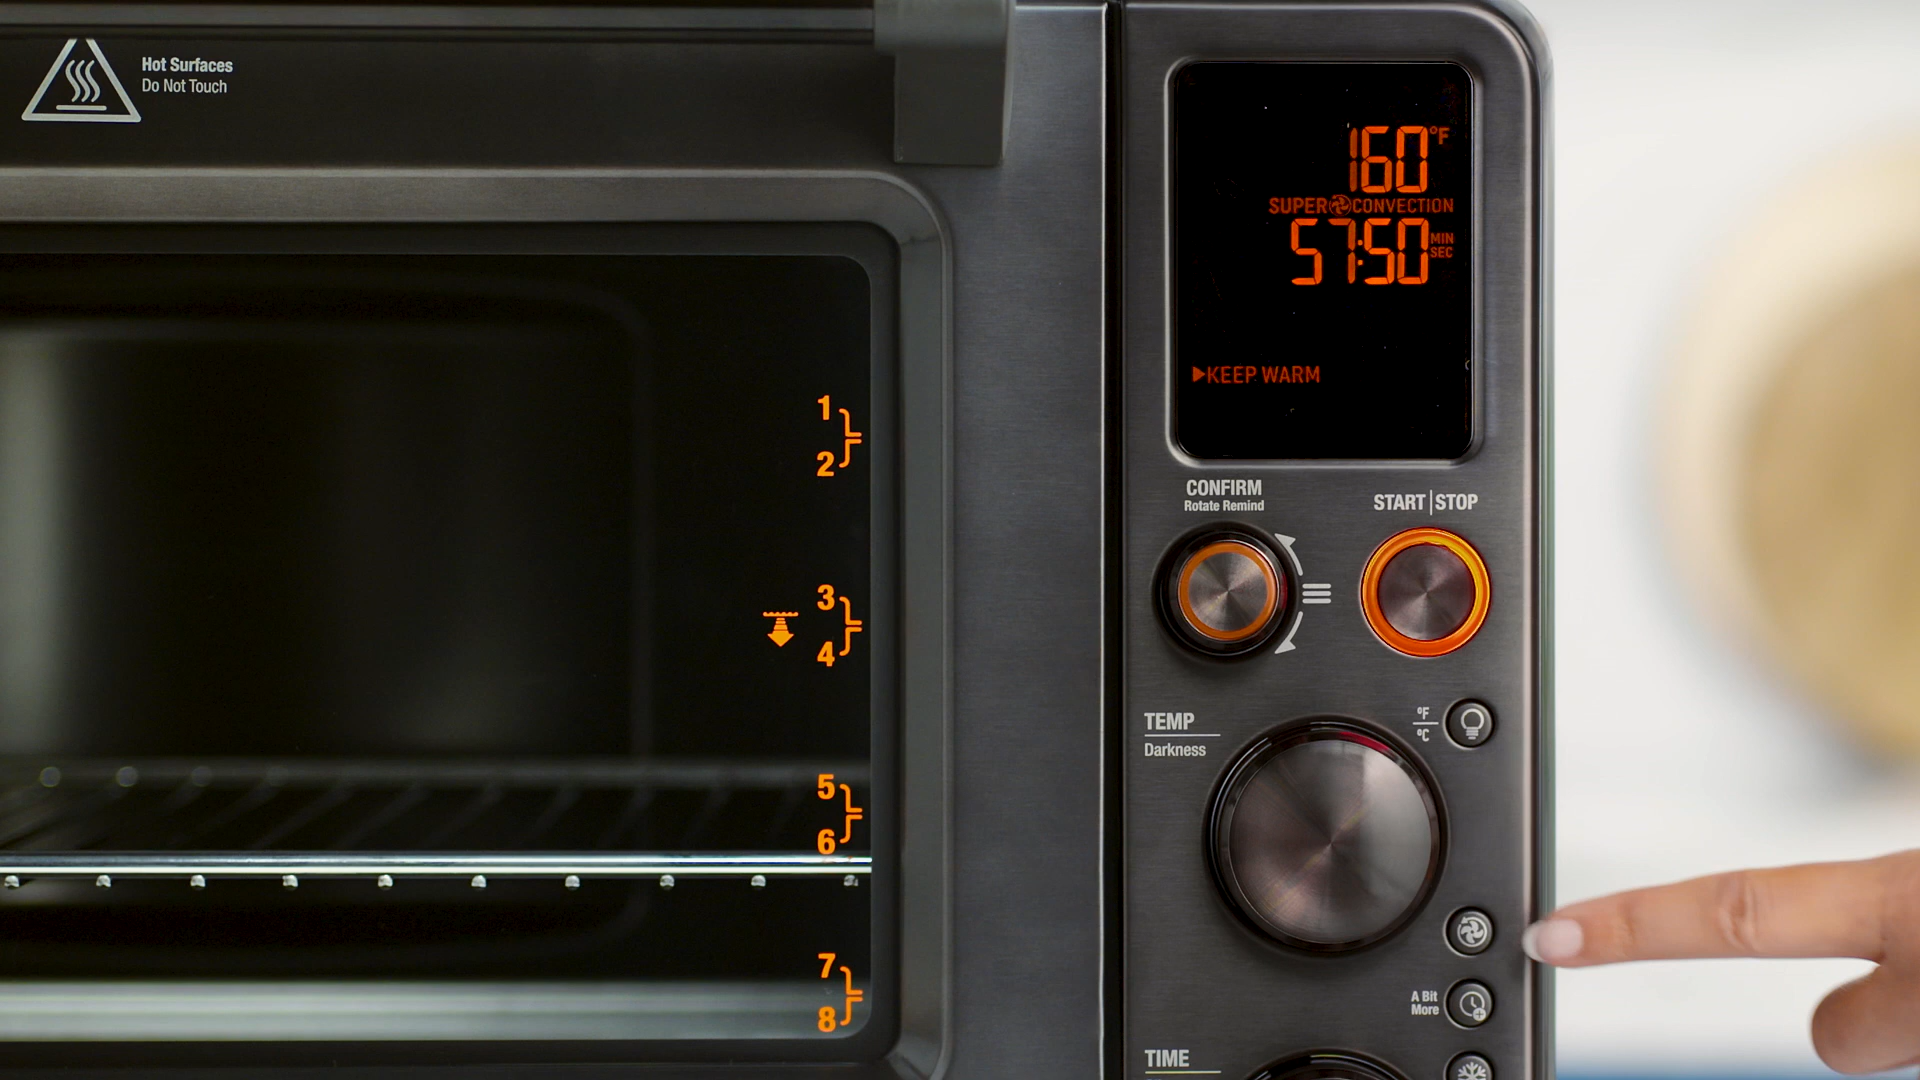 Hot Surfaces
Do Not Touch
160°F
SUPER CONVECTION
57:50 MIN SEC
▶KEEP WARM
1
2
3
4
5
6
7
8
CONFIRM
Rotate Remind
START|STOP
TEMP
Darkness
°F
°C
A Bit
More
TIME